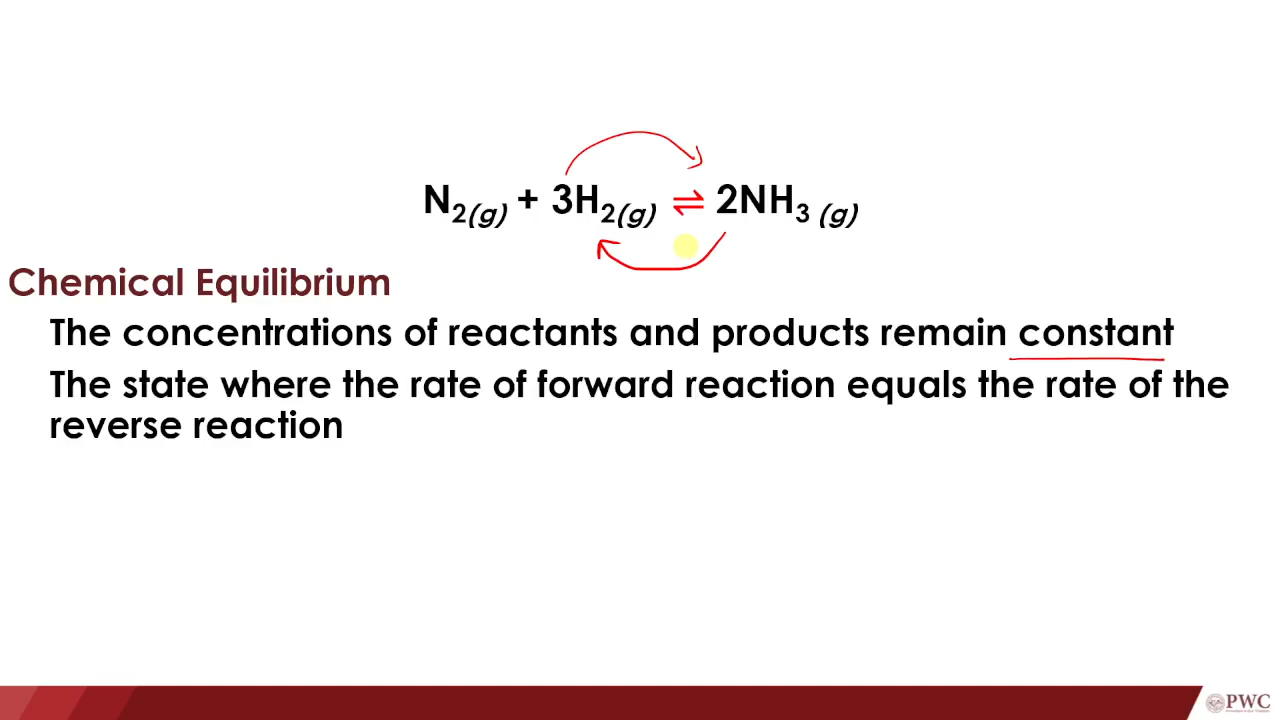 N₂(g) + 3H₂(g) ⇌ 2NH₃ (g)
Chemical Equilibrium
The concentrations of reactants and products remain constant
The state where the rate of forward reaction equals the rate of the
reverse reaction
PWC